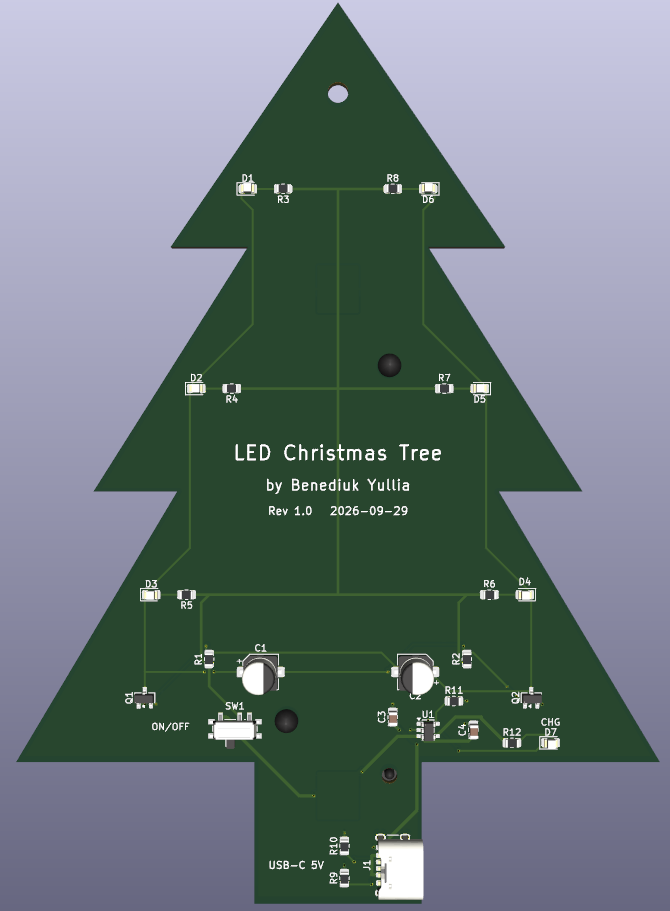 D1
R8
R3
D6
D2
R7
R4
D5
LED Christmas Tree
by Benediuk Yullia
Rev 1.0 2026-09-29
D3
R6
D4
R5
C1
R1
R2
C2
Q1
R11
Q2
SW1
C3
U1
C4
ON/OFF
CHG
R12
D7
R10
USB-C 5V
J1
R9